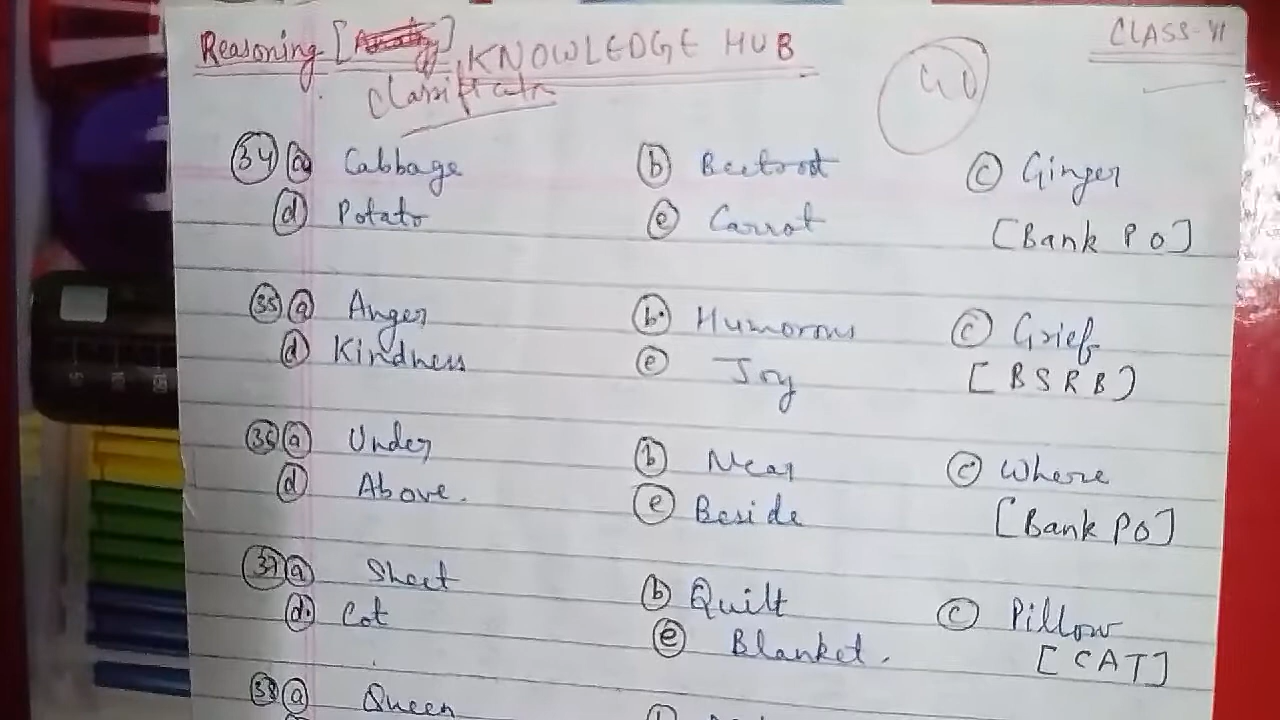 Reasoning [ ] KNOWLEDGE HUB CLASS-VI
Classification
40
34 a Cabbage b Beetroot c Ginger
d Potato e Carrot [Bank PO]
35 a Anger b Humorous c Grief
d Kindness e Joy [BSRB]
36 a Under b Near c Where
d Above. e Beside [Bank PO]
37 a Sheet b Quilt c Pillow
d Cot e Blanket. [CAT]
38 a Queen